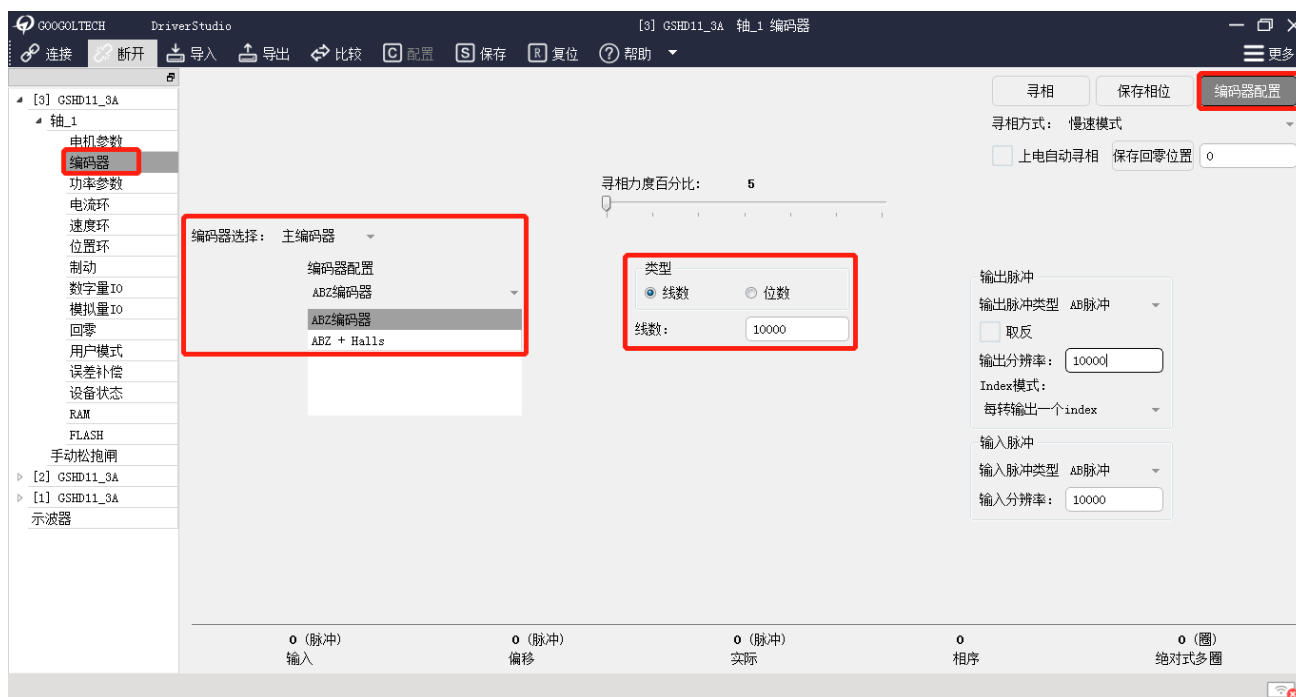 GOOGOLTECH DriverStudio [3] GSHD11_3A 轴_1 编码器
连接 断开 导入 导出 比较 C 配置 S 保存 R 复位 ? 帮助 更多
[3] GSHD11_3A
轴_1
电机参数
编码器
功率参数
电流环
速度环
位置环
制动
数字量IO
模拟量IO
回零
用户模式
误差补偿
设备状态
RAM
FLASH
手动松抱闸
[2] GSHD11_3A
[1] GSHD11_3A
示波器
寻相 保存相位 编码器配置
寻相方式： 慢速模式
上电自动寻相 保存回零位置 0
寻相力度百分比： 5
编码器选择： 主编码器
编码器配置
ABZ编码器
ABZ编码器
ABZ + Halls
类型
线数 位数
线数： 10000
输出脉冲
输出脉冲类型 AB脉冲
取反
输出分辨率： 10000
Index模式：
每转输出一个index
输入脉冲
输入脉冲类型 AB脉冲
输入分辨率： 10000
0 (脉冲) 0 (脉冲) 0 (脉冲) 0 0 (圈)
输入 偏移 实际 相序 绝对式多圈